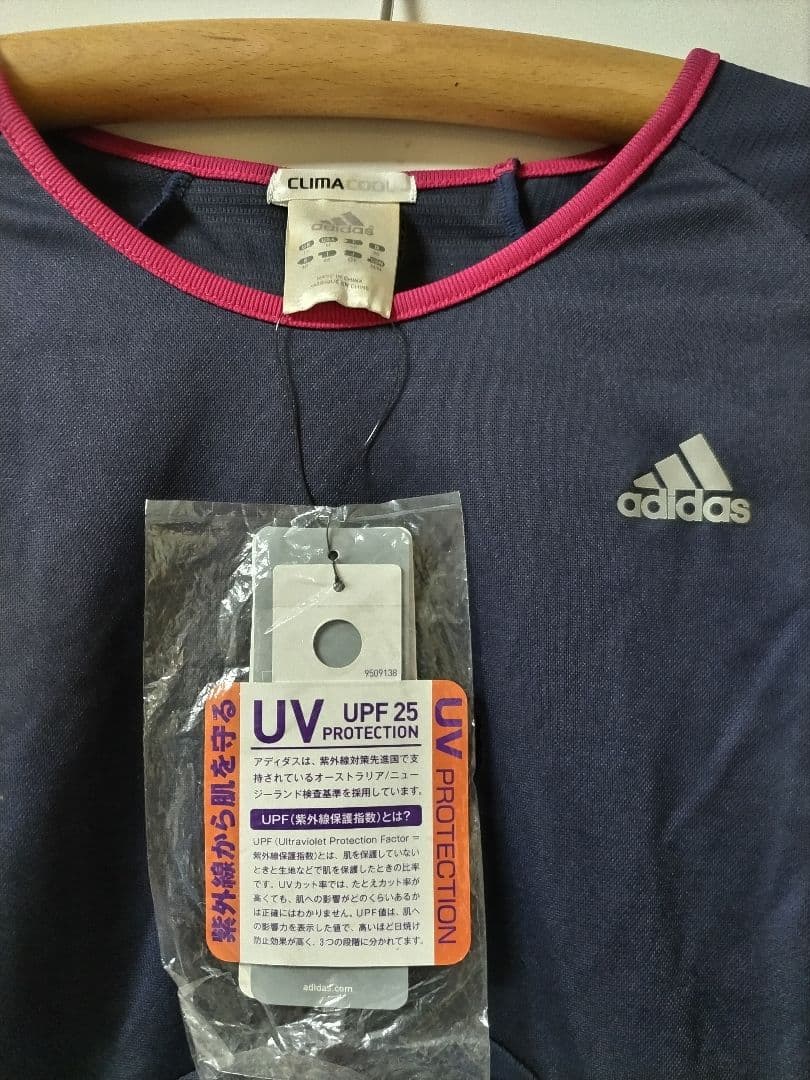 CLIMACOOL
adidas
UK
USA
MADE IN CHINA
FABRIQUE EN CHINE
adidas
9509138
紫外線から肌を守る
UV UPF 25
PROTECTION
アディダスは、紫外線対策先進国で支
持されているオーストラリア/ニュー
ジーランド検査基準を採用しています。
UPF(紫外線保護指数)とは?
UPF(Ultraviolet Protection Factor=
紫外線保護指数)とは、肌を保護していない
ときと生地などで肌を保護したときの比率
です。UVカット率では、たとえカット率が
高くても、肌への影響がどのくらいあるか
は正確にはわかりません。UPF値は、肌へ
の影響力を表示した値で、高いほど日焼け
防止効果が高く、3つの段階に分かれてます。
UV PROTECTION
adidas.com